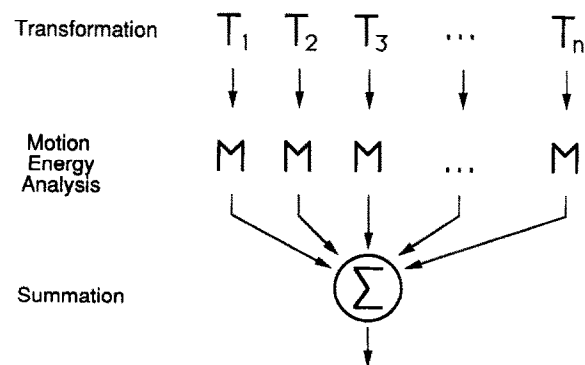 Transformation T₁ T₂ T₃ ... Tₙ
Motion
Energy
Analysis
M M M ... M
Summation Σ